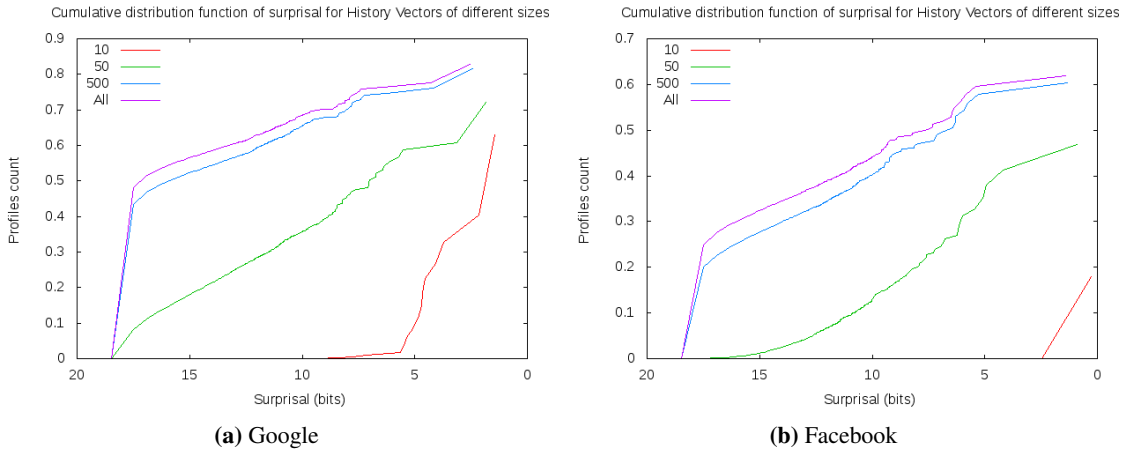 Cumulative distribution function of surprisal for History Vectors of different sizes
0.9
0.8
0.7
0.6
0.5
0.4
0.3
0.2
0.1
0
10
50
500
All
Profiles count
20 15 10 5 0
Surprisal (bits)
(a) Google
Cumulative distribution function of surprisal for History Vectors of different sizes
0.7
0.6
0.5
0.4
0.3
0.2
0.1
0
10
50
500
All
Profiles count
20 15 10 5 0
Surprisal (bits)
(b) Facebook